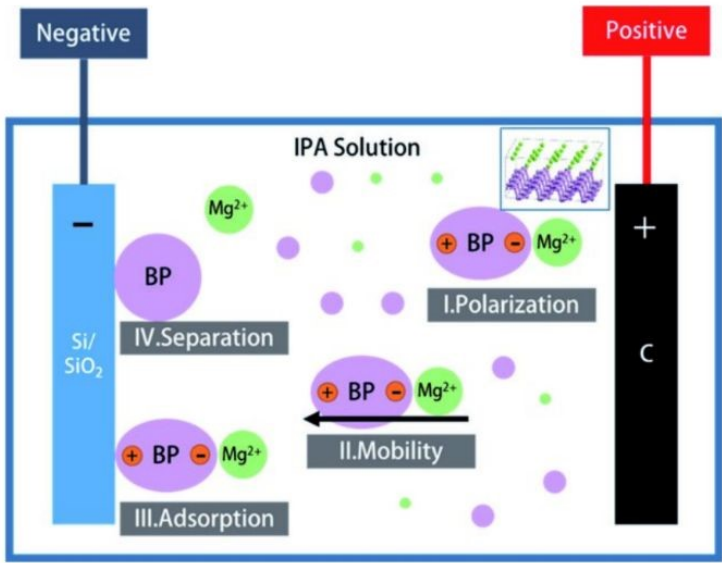 Negative
Positive
IPA Solution
−
+
Mg²⁺
+ BP − Mg²⁺
BP
I.Polarization
IV.Separation
Si/
SiO₂
C
+ BP − Mg²⁺
II.Mobility
+ BP − Mg²⁺
III.Adsorption